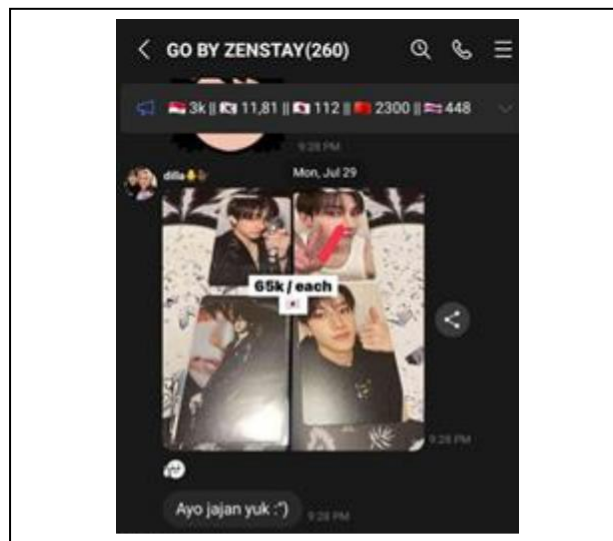 GO BY ZENSTAY(260)
3k || 11,81 || 112 || 2300 || 448
9:28 PM
Mon, Jul 29
dilla
65k / each
9:28 PM
Ayo jajan yuk :")
9:28 PM